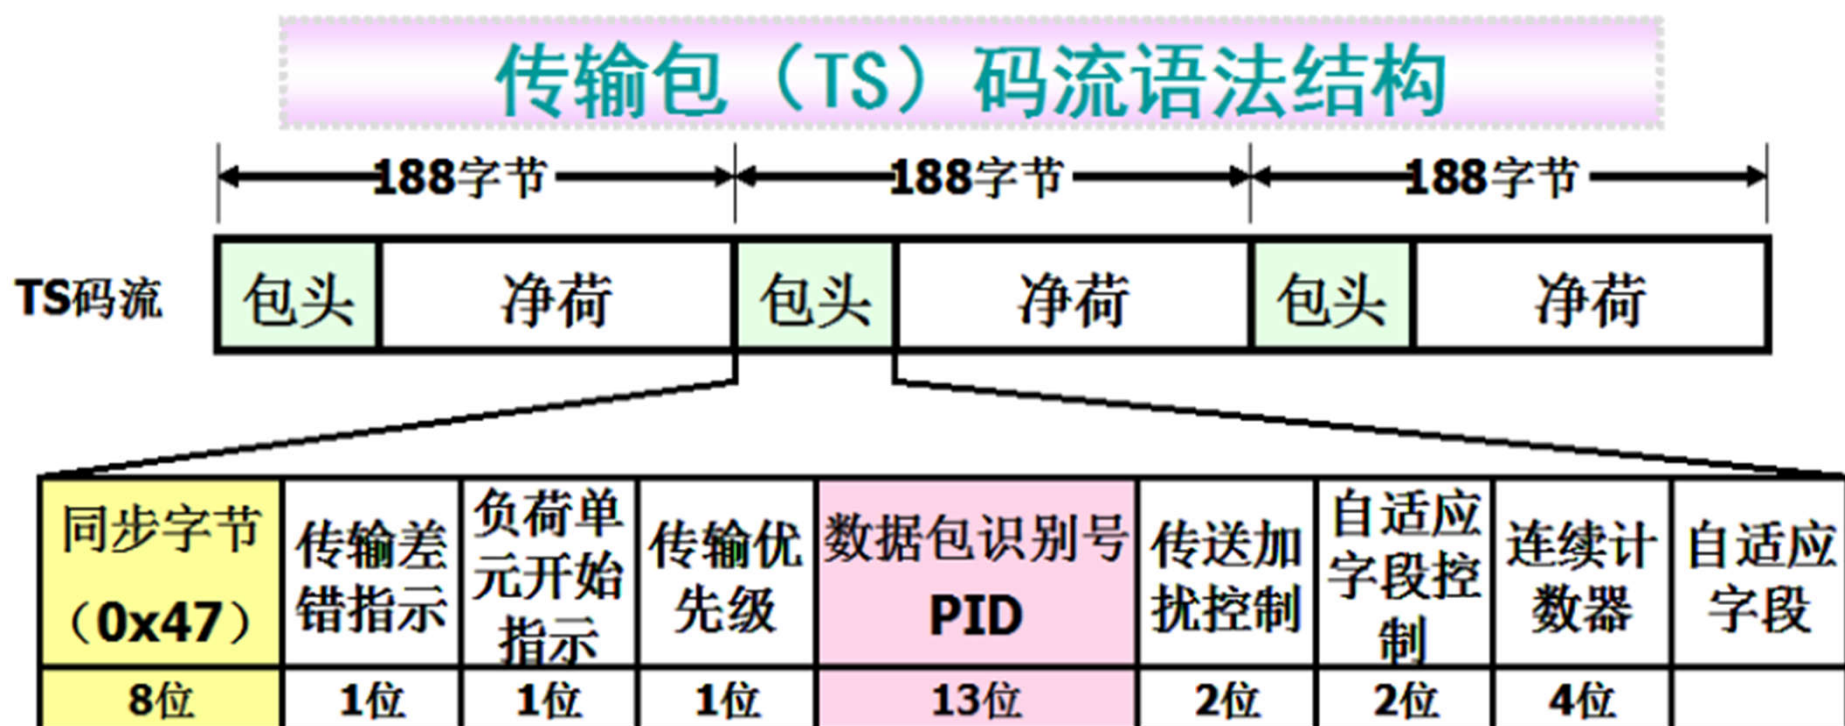 传输包（TS）码流语法结构
188字节 188字节 188字节
TS码流 包头 净荷 包头 净荷 包头 净荷
同步字节
（0x47）
传输差
错指示
负荷单
元开始
指示
传输优
先级
数据包识别号
PID
传送加
扰控制
自适应
字段控
制
连续计
数器
自适应
字段
8位 1位 1位 1位 13位 2位 2位 4位